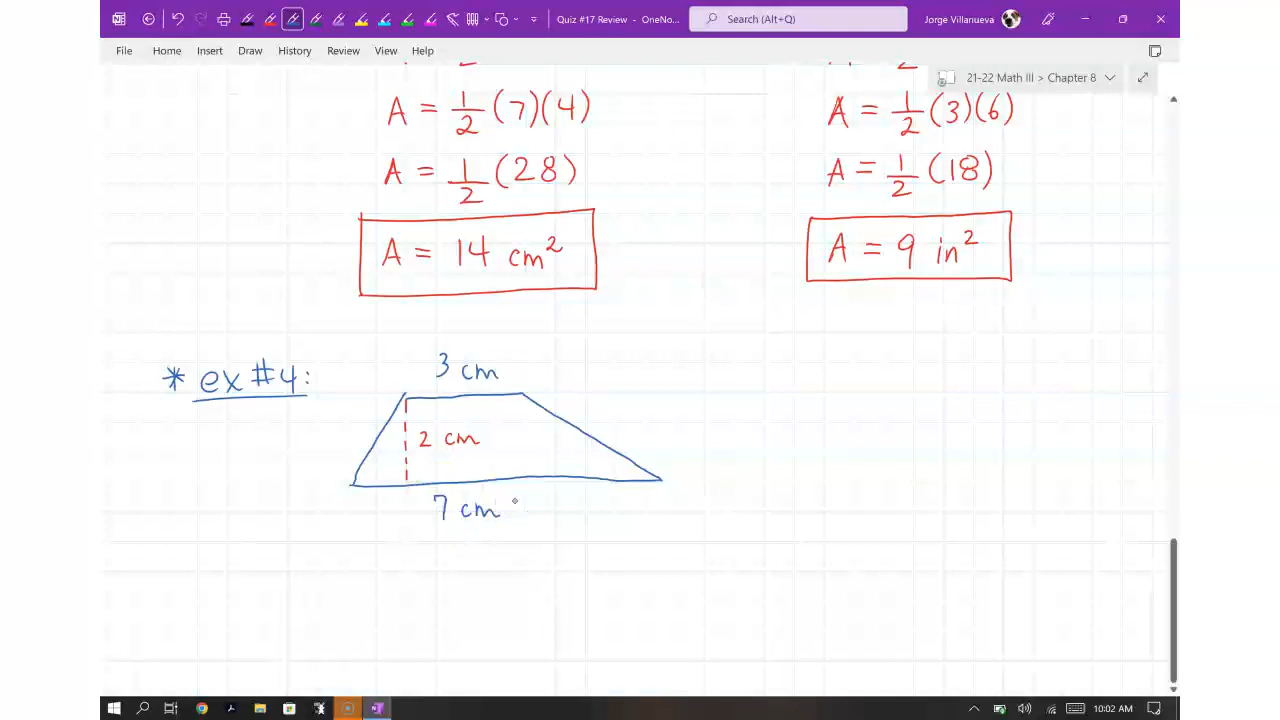 Quiz #17 Review - OneNo...
Search (Alt+Q)
Jorge Villanueva
File Home Insert Draw History Review View Help
21-22 Math III > Chapter 8
A = 1/2 (7)(4)
A = 1/2 (28)
A = 14 cm²
A = 1/2 (3)(6)
A = 1/2 (18)
A = 9 in²
* ex #4:
3 cm
2 cm
7 cm
10:02 AM